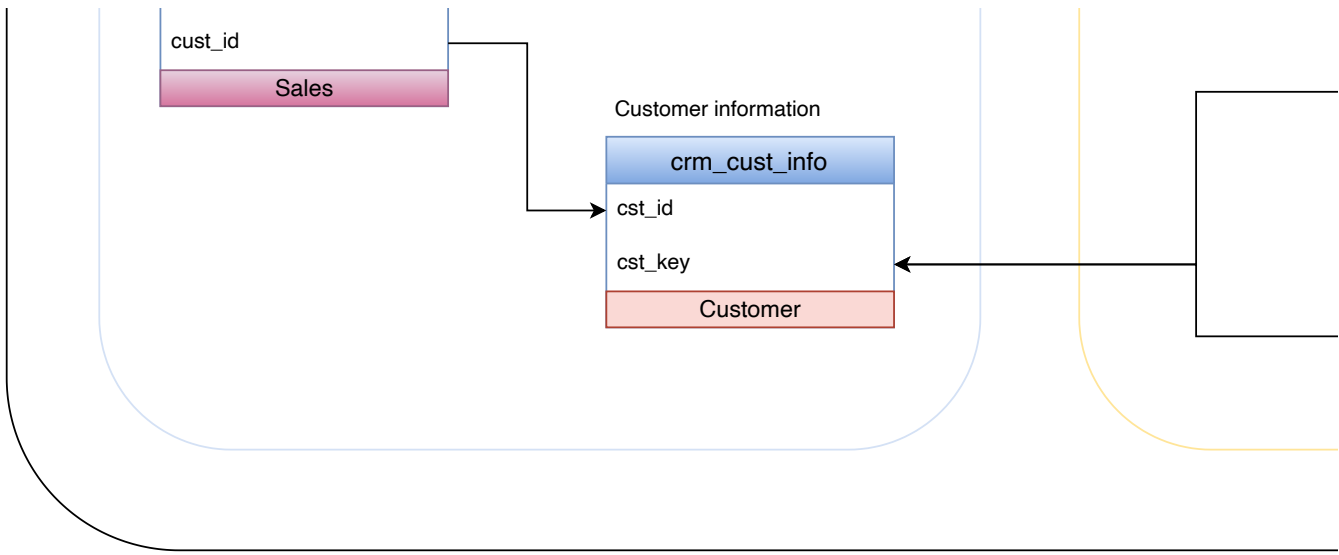 cust_id
Sales
Customer information
crm_cust_info
cst_id
cst_key
Customer